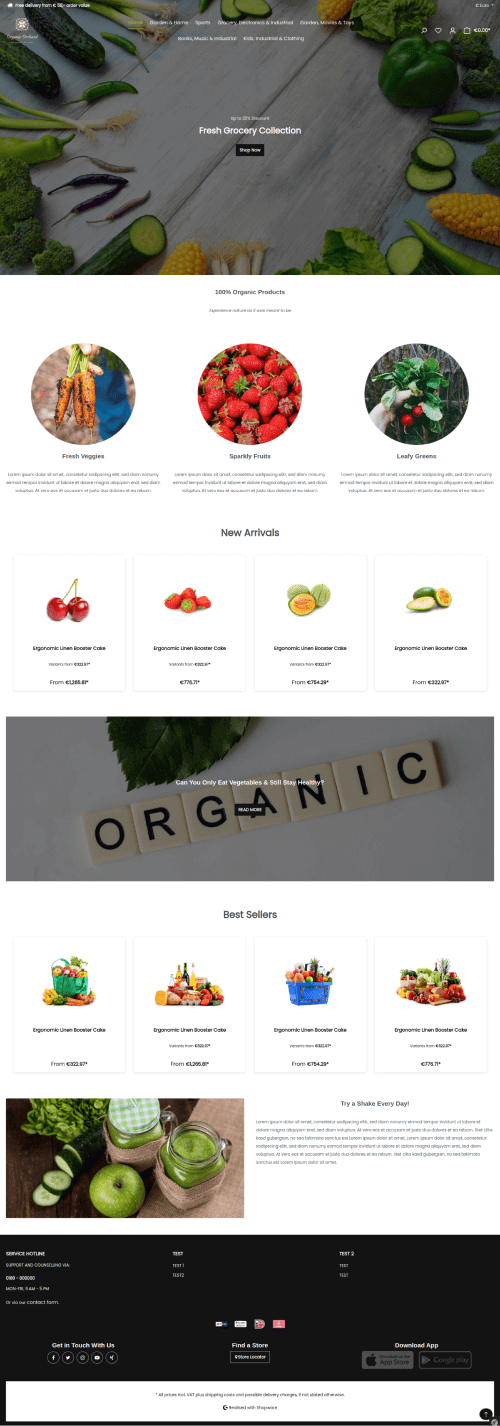 Free delivery from € 50,- order value
€ Euro
Organic Orchard
Home Garden & Home Sports Grocery, Electronics & Industrial Garden, Movies & Toys
Books, Music & Industrial Kids, Industrial & Clothing
€0.00*
Up to 25% Discount
Fresh Grocery Collection
Shop Now
100% Organic Products
Experience nature as it was meant to be
Fresh Veggies
Sparkly Fruits
Leafy Greens
Lorem ipsum dolor sit amet, consetetur sadipscing elitr, sed diam nonumy
eirmod tempor invidunt ut labore et dolore magna aliquyam erat, sed diam
voluptua. At vero eos et accusam et justo duo dolores et ea rebum.
Lorem ipsum dolor sit amet, consetetur sadipscing elitr, sed diam nonumy
eirmod tempor invidunt ut labore et dolore magna aliquyam erat, sed diam
voluptua. At vero eos et accusam et justo duo dolores et ea rebum.
Lorem ipsum dolor sit amet, consetetur sadipscing elitr, sed diam nonumy
eirmod tempor invidunt ut labore et dolore magna aliquyam erat, sed diam
voluptua. At vero eos et accusam et justo duo dolores et ea rebum.
New Arrivals
Ergonomic Linen Booster Cake
Variants from €322.97*
From €1,265.81*
Ergonomic Linen Booster Cake
Variants from €322.97*
€776.71*
Ergonomic Linen Booster Cake
Variants from €322.97*
From €754.29*
Ergonomic Linen Booster Cake
From €322.97*
ORGANIC
Can You Only Eat Vegetables & Still Stay Healthy?
READ MORE
Best Sellers
Ergonomic Linen Booster Cake
From €322.97*
Ergonomic Linen Booster Cake
Variants from €322.97*
From €1,265.81*
Ergonomic Linen Booster Cake
Variants from €322.97*
From €754.29*
Ergonomic Linen Booster Cake
Variants from €322.97*
€776.71*
Try a Shake Every Day!
Lorem ipsum dolor sit amet, consetetur sadipscing elitr, sed diam nonumy eirmod tempor invidunt ut labore et
dolore magna aliquyam erat, sed diam voluptua. At vero eos et accusam et justo duo dolores et ea rebum. Stet clita
kasd gubergren, no sea takimata sanctus est Lorem ipsum dolor sit amet. Lorem ipsum dolor sit amet, consetetur
sadipscing elitr, sed diam nonumy eirmod tempor invidunt ut labore et dolore magna aliquyam erat, sed diam
voluptua. At vero eos et accusam et justo duo dolores et ea rebum. Stet clita kasd gubergren, no sea takimata
sanctus est Lorem ipsum dolor sit amet.
SERVICE HOTLINE
SUPPORT AND COUNSELLING VIA:
0180 - 000000
MON-FRI, 9 AM - 5 PM
Or via our contact form.
TEST
TEST 1
TEST2
TEST 2
TEST
TEST
Get in Touch With Us
Find a Store
Store Locator
Download App
Download on the
App Store
Google play
* All prices incl. VAT plus shipping costs and possible delivery charges, if not stated otherwise.
Realised with Shopware